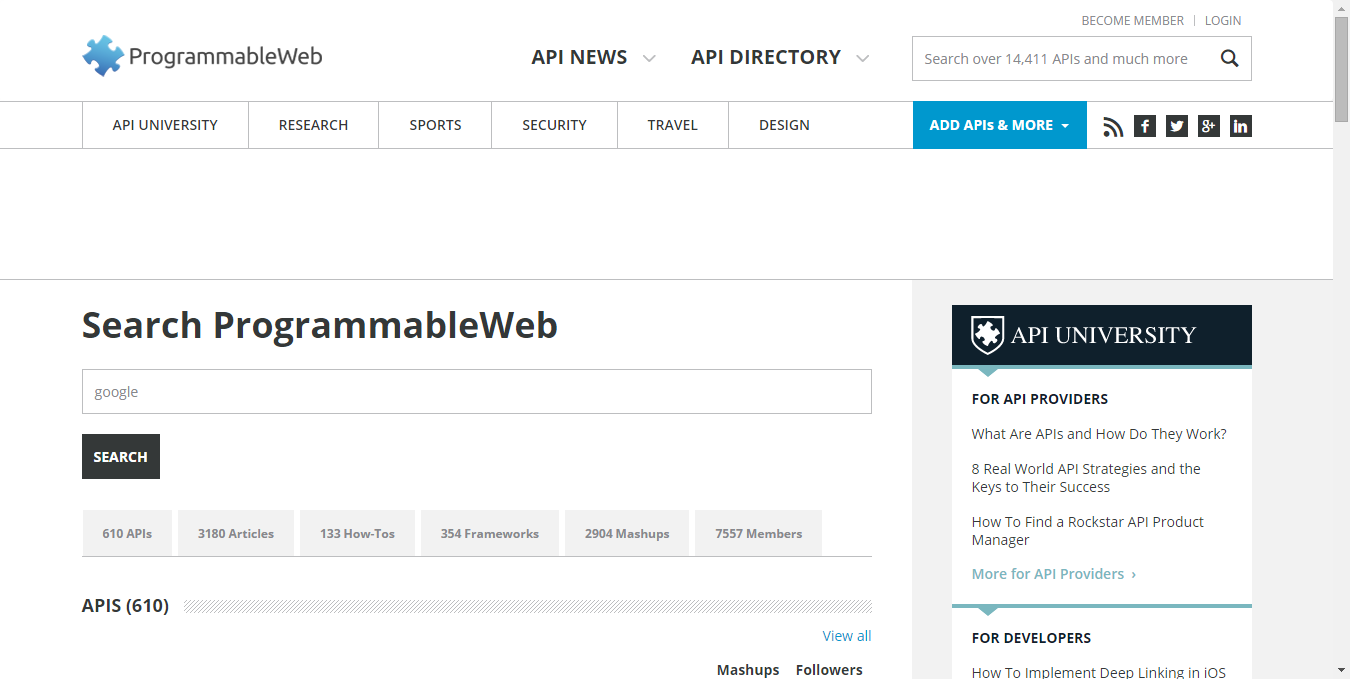 BECOME MEMBER | LOGIN
ProgrammableWeb
API NEWS
API DIRECTORY
Search over 14,411 APIs and much more
API UNIVERSITY
RESEARCH
SPORTS
SECURITY
TRAVEL
DESIGN
ADD APIs & MORE
f
g+
in
Search ProgrammableWeb
google
SEARCH
610 APIs
3180 Articles
133 How-Tos
354 Frameworks
2904 Mashups
7557 Members
APIS (610)
View all
Mashups Followers
API UNIVERSITY
FOR API PROVIDERS
What Are APIs and How Do They Work?
8 Real World API Strategies and the
Keys to Their Success
How To Find a Rockstar API Product
Manager
More for API Providers ›
FOR DEVELOPERS
How To Implement Deep Linking in iOS